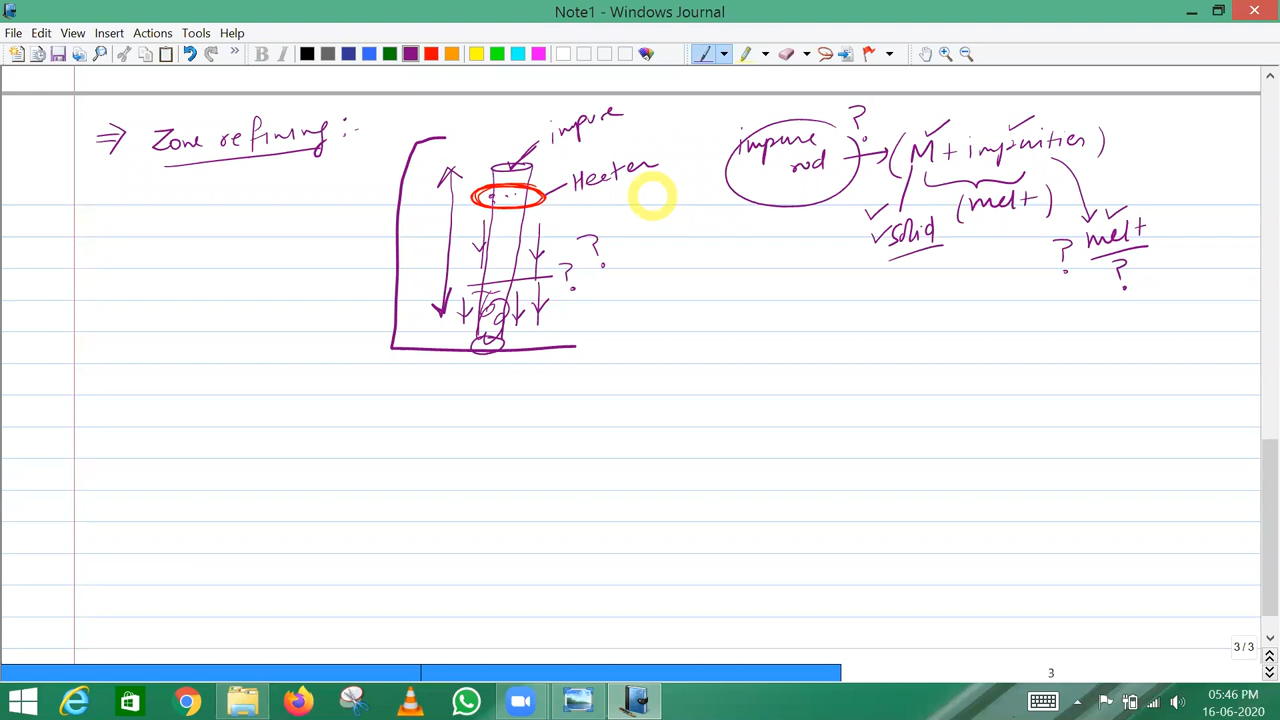 Note1 - Windows Journal
File Edit View Insert Actions Tools Help
B I
⇒ Zone refining :-
impure
Heeter
?
?
impure
rod
?
→ (M + impurities)
(melt)
✓ solid
? melt
?
3 / 3
3
05:46 PM
16-06-2020